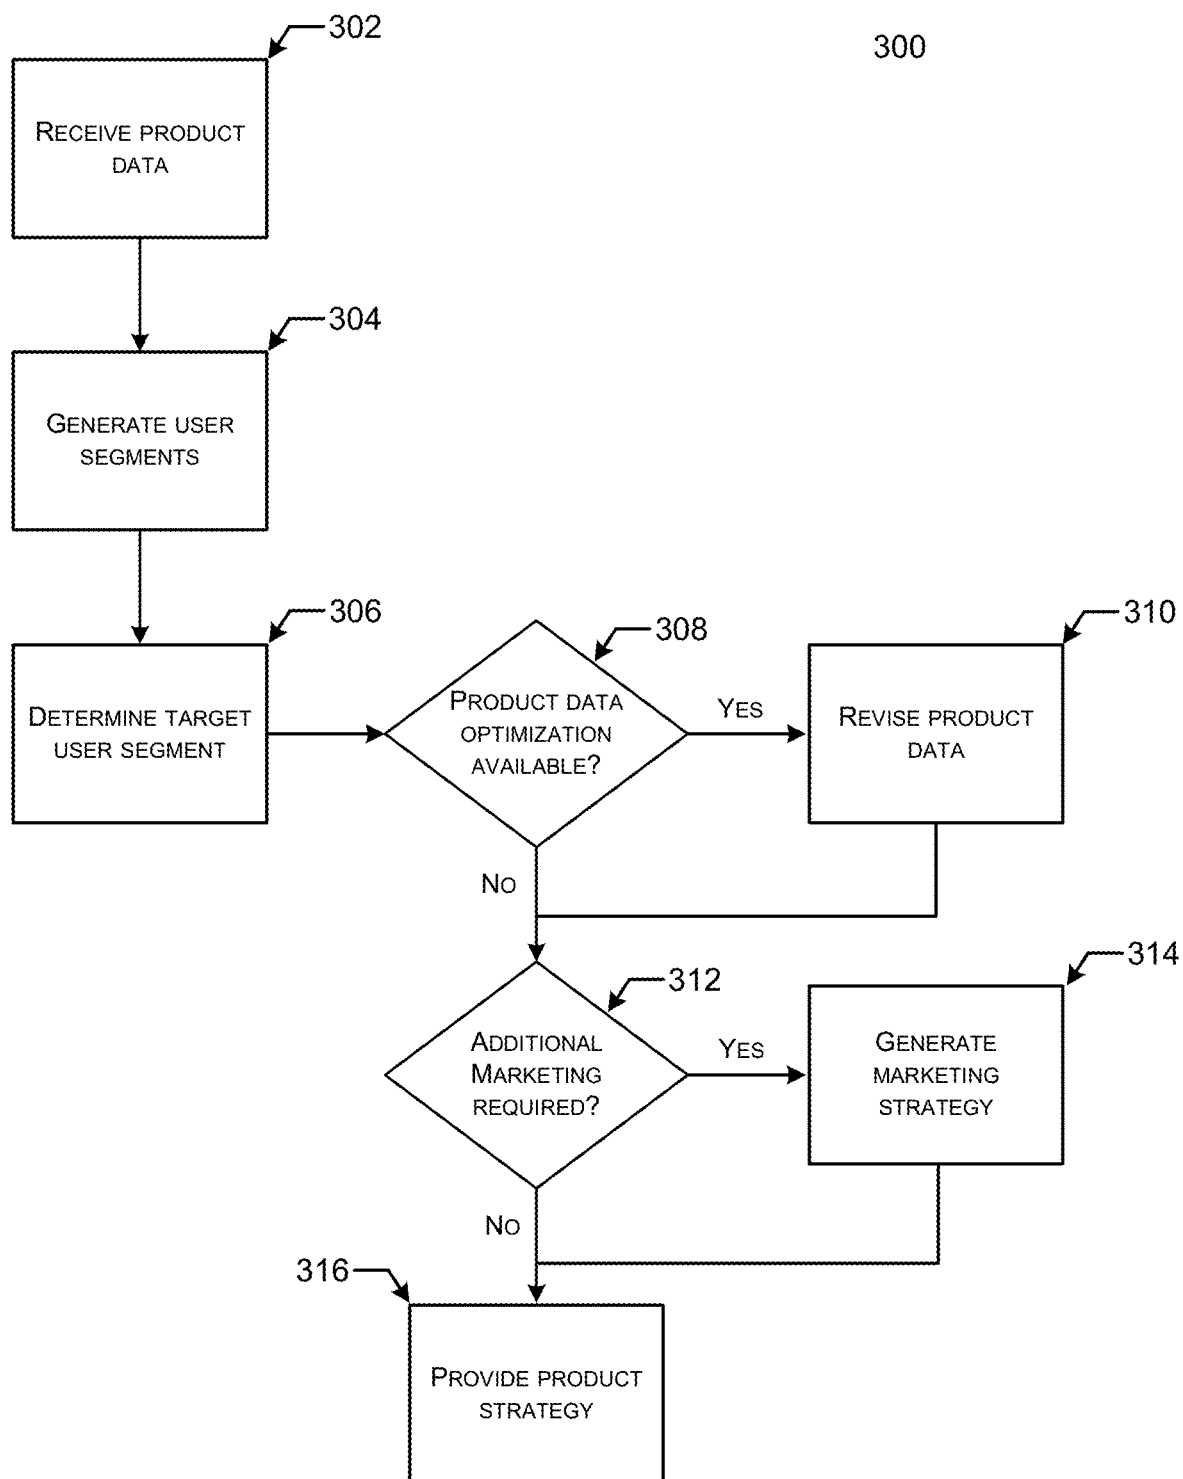 302
300
RECEIVE PRODUCT
DATA
304
GENERATE USER
SEGMENTS
306
DETERMINE TARGET
USER SEGMENT
308
PRODUCT DATA
OPTIMIZATION
AVAILABLE?
YES
310
REVISE PRODUCT
DATA
NO
312
ADDITIONAL
MARKETING
REQUIRED?
YES
314
GENERATE
MARKETING
STRATEGY
NO
316
PROVIDE PRODUCT
STRATEGY